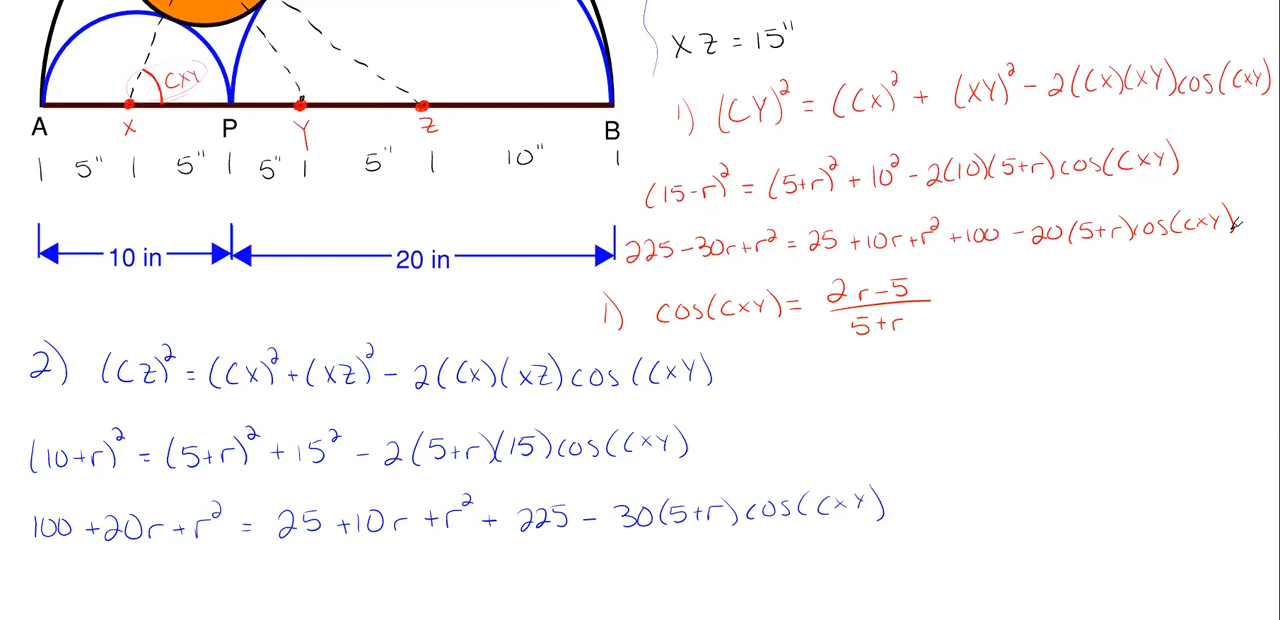 XZ = 15"
1) (CY)² = (CX)² + (XY)² - 2(CX)(XY)cos(CXY)
CXY
A X P Y Z B
5" 5" 5" 5" 10"
(15-r)² = (5+r)² + 10² - 2(10)(5+r)cos(CXY)
225 - 30r + r² = 25 + 10r + r² + 100 - 20(5+r)cos(CXY)
10 in 20 in
1) cos(CXY) = (2r-5)/(5+r)
2) (CZ)² = (CX)² + (XZ)² - 2(CX)(XZ)cos(CXY)
(10+r)² = (5+r)² + 15² - 2(5+r)(15)cos(CXY)
100 + 20r + r² = 25 + 10r + r² + 225 - 30(5+r)cos(CXY)